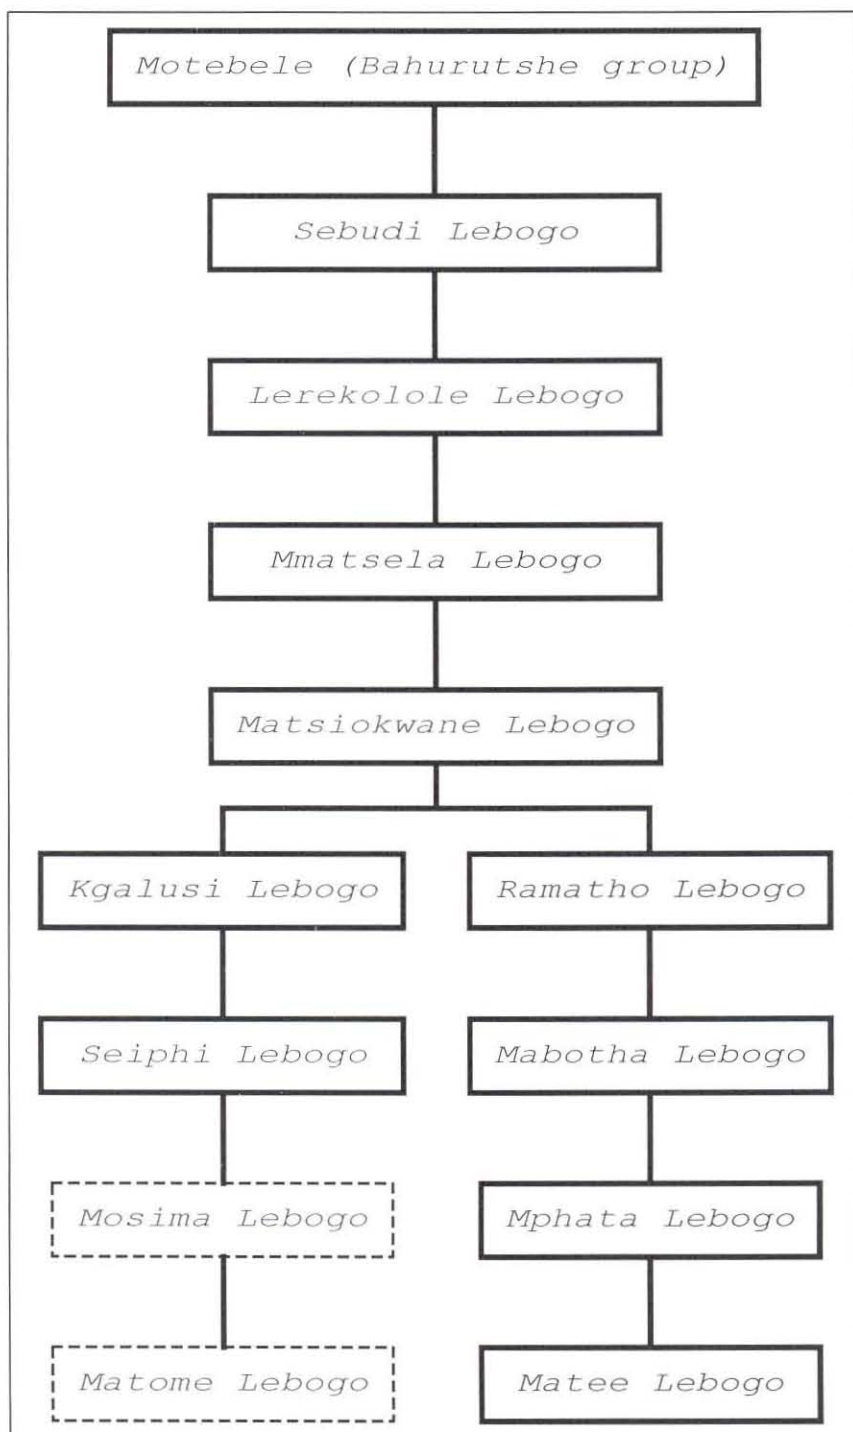 Motebele (Bahurutshe group)
Sebudi Lebogo
Lerekolole Lebogo
Mmatsela Lebogo
Matsiokwane Lebogo
Kgalusi Lebogo
Ramatho Lebogo
Seiphi Lebogo
Mabotha Lebogo
Mosima Lebogo
Mphata Lebogo
Matome Lebogo
Matee Lebogo